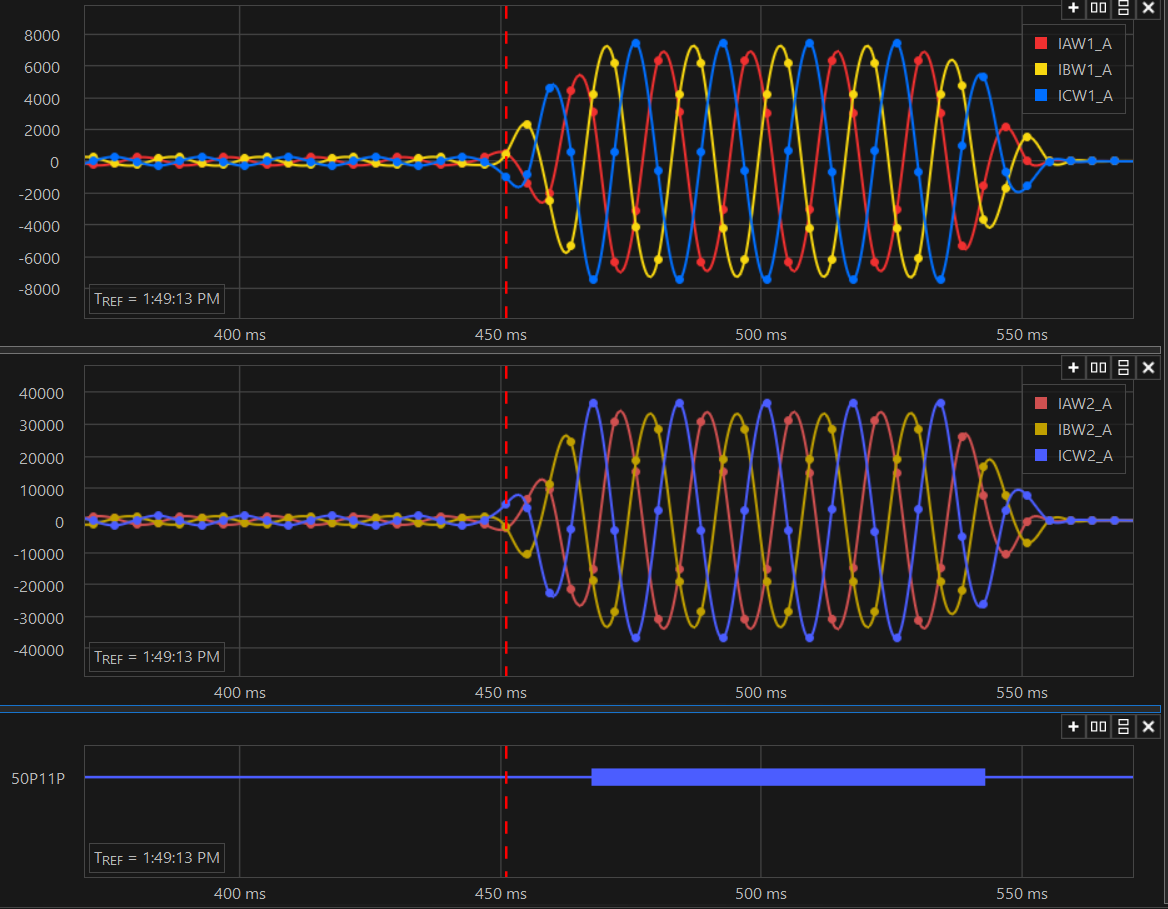 8000
6000
4000
2000
0
-2000
-4000
-6000
-8000
IAW1_A
IBW1_A
ICW1_A
TREF = 1:49:13 PM
400 ms
450 ms
500 ms
550 ms
40000
30000
20000
10000
0
-10000
-20000
-30000
-40000
IAW2_A
IBW2_A
ICW2_A
TREF = 1:49:13 PM
400 ms
450 ms
500 ms
550 ms
50P11P
TREF = 1:49:13 PM
400 ms
450 ms
500 ms
550 ms